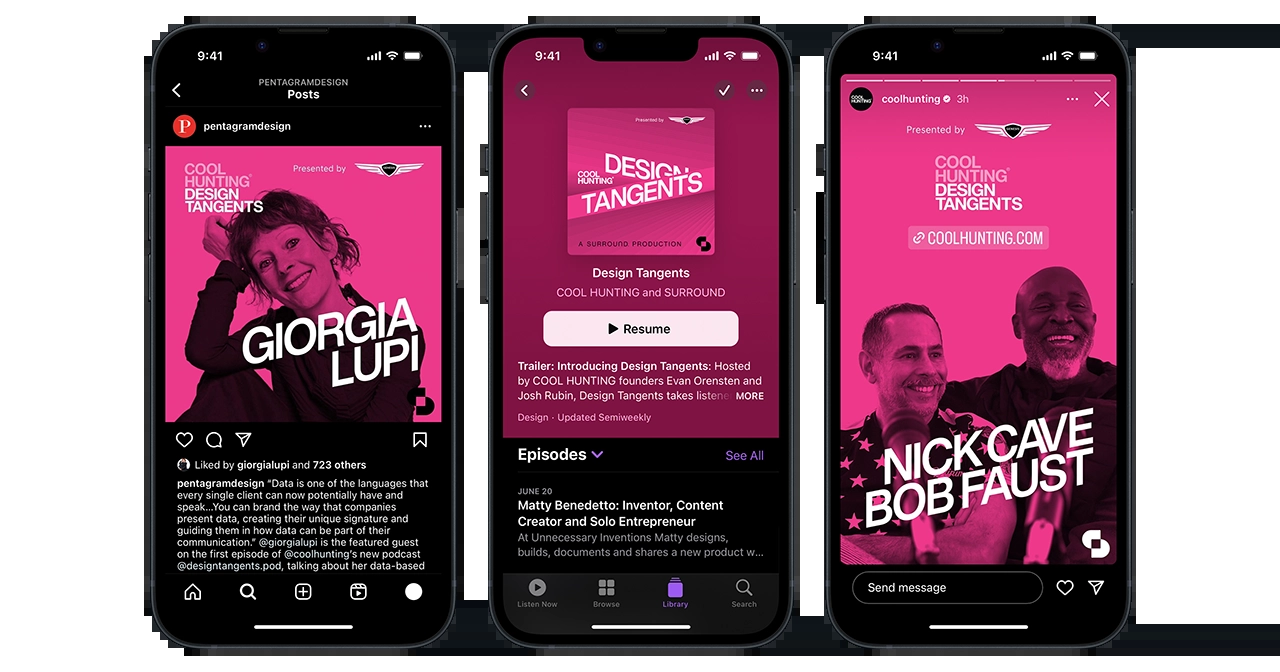 9:41
PENTAGRAMDESIGN
Posts
P
pentagramdesign
COOL
HUNTING®
DESIGN
TANGENTS
Presented by
GENESIS
GIORGIA
LUPI
Liked by giorgialupi and 723 others
pentagramdesign “Data is one of the languages that
every single client can now potentially have and
speak...You can brand the way that companies
present data, creating their unique signature and
guiding them in how data can be part of their
communication.” @giorgialupi is the featured guest
on the first episode of @coolhunting’s new podcast
@designtangents.pod, talking about her data-based
9:41
Presented by
COOL
HUNTING®
DESIGN
TANGENTS
A SURROUND PRODUCTION
Design Tangents
COOL HUNTING and SURROUND
Resume
Trailer: Introducing Design Tangents: Hosted
by COOL HUNTING founders Evan Orensten and
Josh Rubin, Design Tangents takes listene MORE
Design · Updated Semiweekly
Episodes
See All
JUNE 20
Matty Benedetto: Inventor, Content
Creator and Solo Entrepreneur
At Unnecessary Inventions Matty designs,
builds, documents and shares a new product w...
Listen Now
Browse
Library
Search
9:41
COOL
HUNTING
coolhunting 3h
Presented by
GENESIS
COOL
HUNTING®
DESIGN
TANGENTS
COOLHUNTING.COM
NICK CAVE
BOB FAUST
Send message